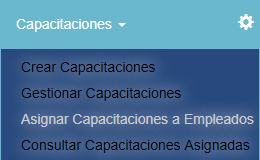 Capacitaciones
Crear Capacitaciones
Gestionar Capacitaciones
Asignar Capacitaciones a Empleados
Consultar Capacitaciones Asignadas